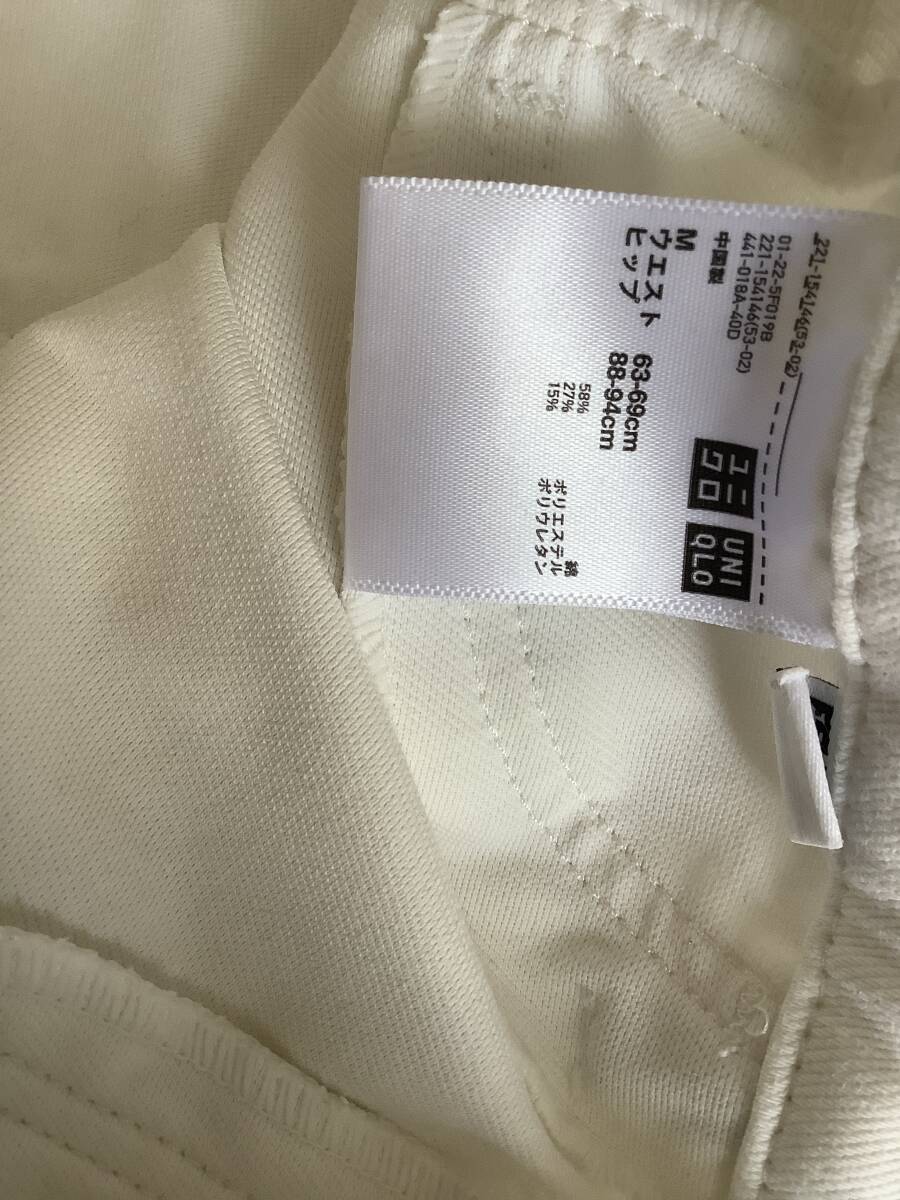 ユニ
クロ
UNI
QLO
221-154146(53-02)
01-22-5F019B
221-154146(53-02)
441-018A-40D
中国製
M
ウエスト 63-69cm
ヒップ 88-94cm
58% 綿
27% ポリエステル
15% ポリウレタン